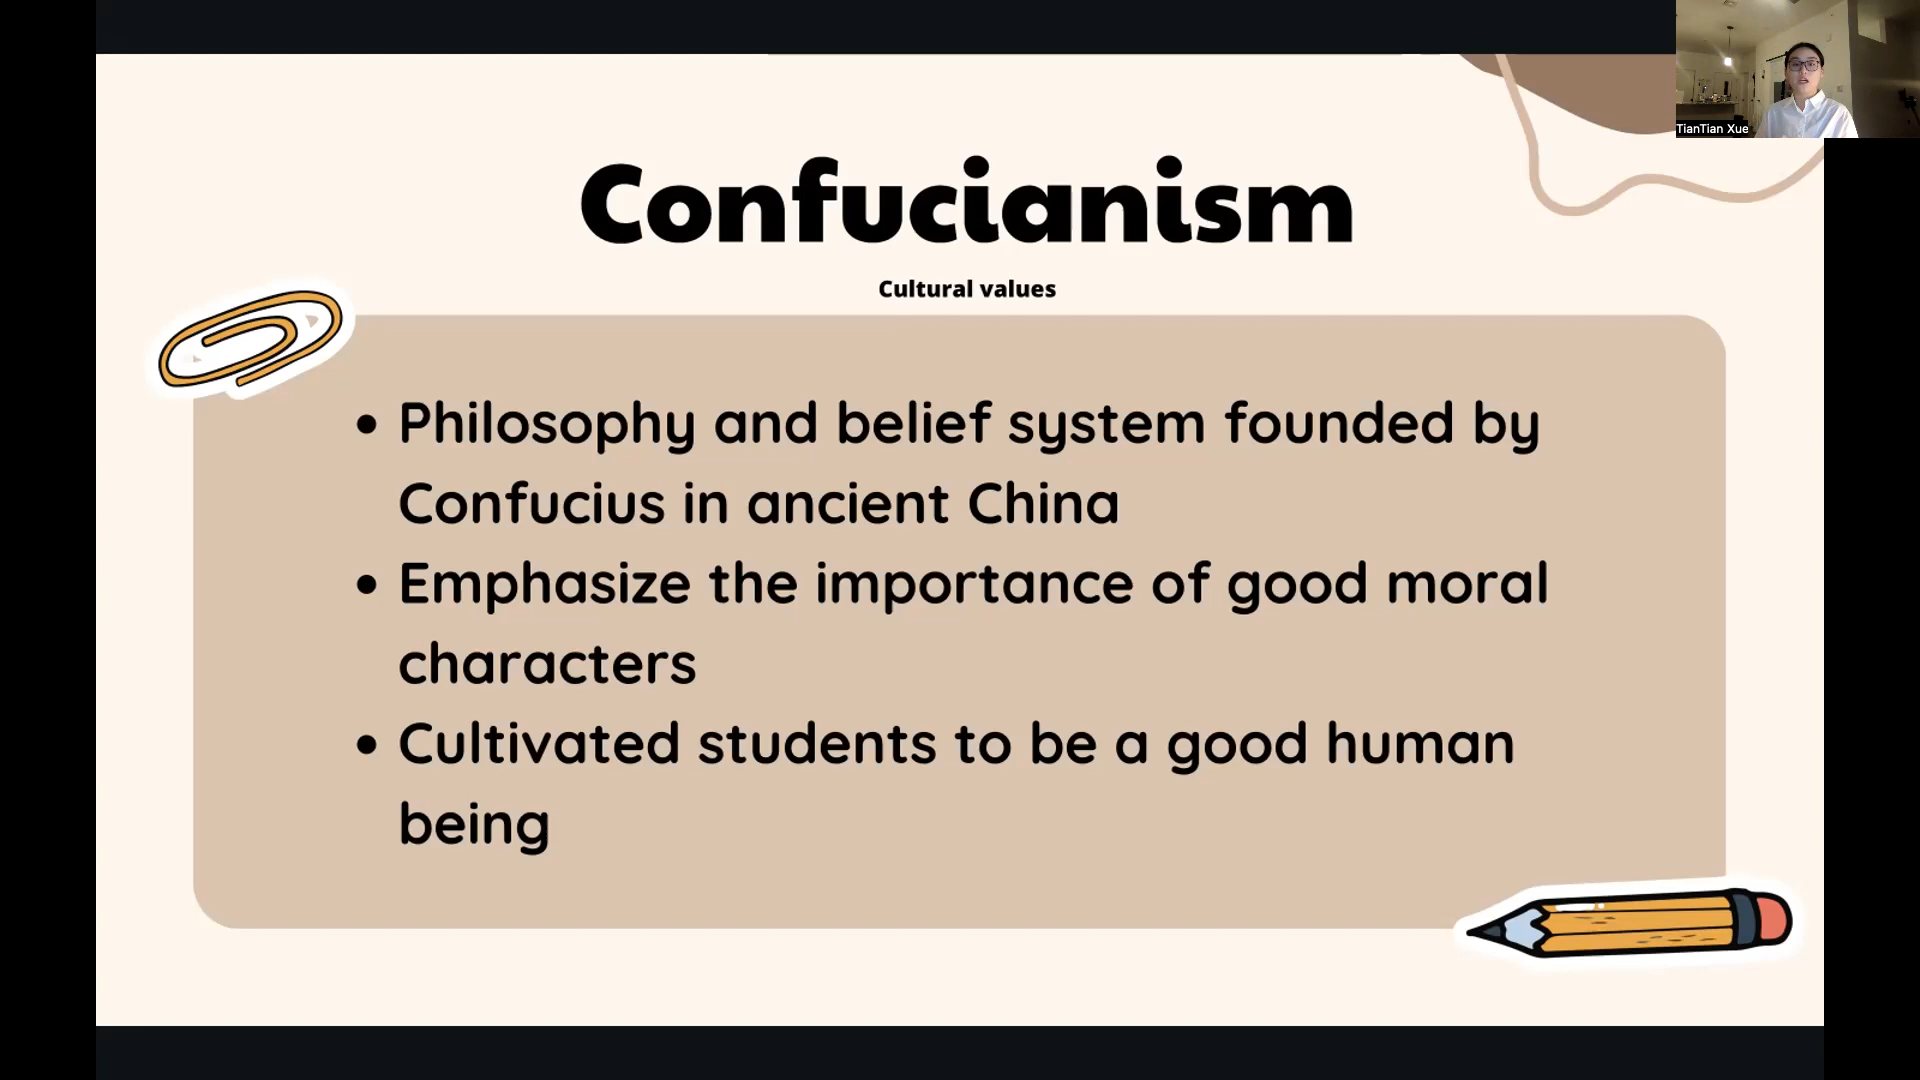 TianTian Xue
Confucianism
Cultural values
• Philosophy and belief system founded by
Confucius in ancient China
• Emphasize the importance of good moral
characters
• Cultivated students to be a good human
being